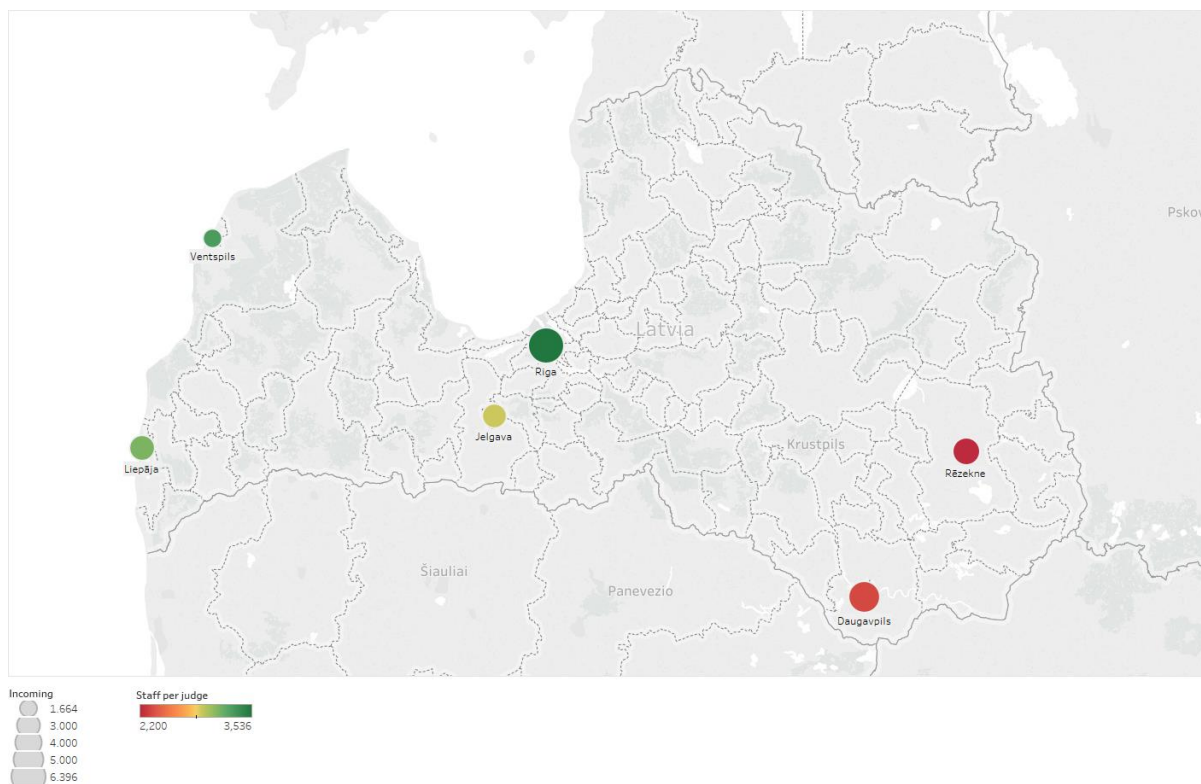 Pskov
Ventspils
Latvia
Riga
Jelgava
Krustpils
Liepāja
Rēzekne
Šiauliai
Panevezio
Daugavpils
Incoming
1.664
3.000
4.000
5.000
6.396
Staff per judge
2,200 3,536